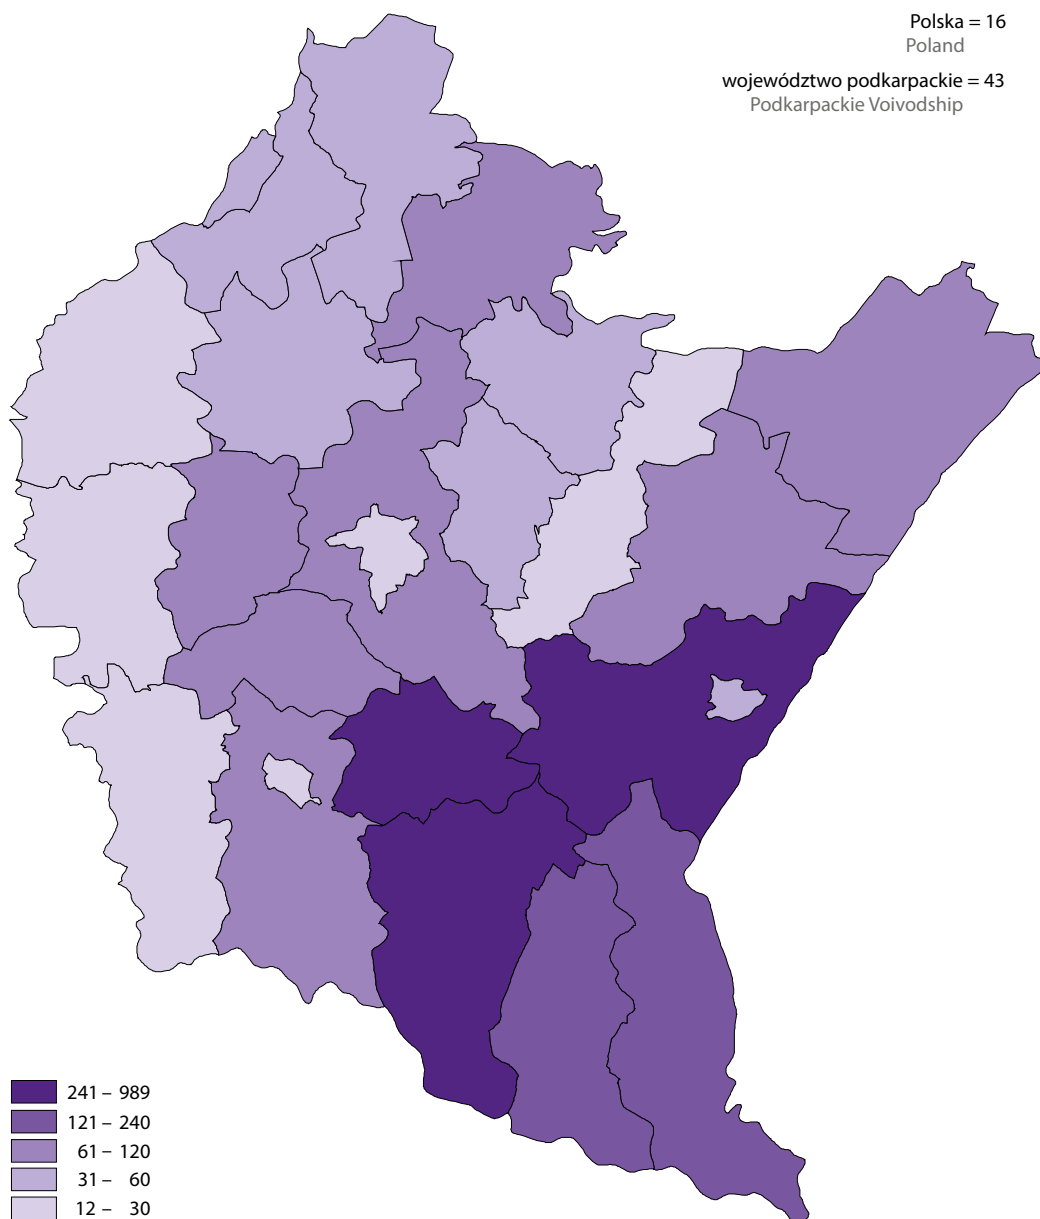 Polska = 16
Poland
województwo podkarpackie = 43
Podkarpackie Voivodship
241 – 989
121 – 240
61 – 120
31 – 60
12 – 30